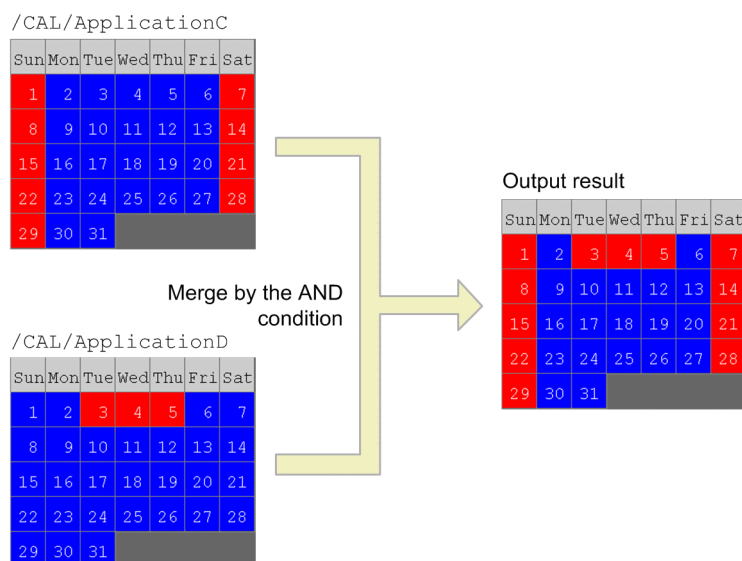 /CAL/ApplicationC
Sun Mon Tue Wed Thu Fri Sat
1 2 3 4 5 6 7
8 9 10 11 12 13 14
15 16 17 18 19 20 21
22 23 24 25 26 27 28
29 30 31
Merge by the AND
condition
/CAL/ApplicationD
Sun Mon Tue Wed Thu Fri Sat
1 2 3 4 5 6 7
8 9 10 11 12 13 14
15 16 17 18 19 20 21
22 23 24 25 26 27 28
29 30 31
Output result
Sun Mon Tue Wed Thu Fri Sat
1 2 3 4 5 6 7
8 9 10 11 12 13 14
15 16 17 18 19 20 21
22 23 24 25 26 27 28
29 30 31